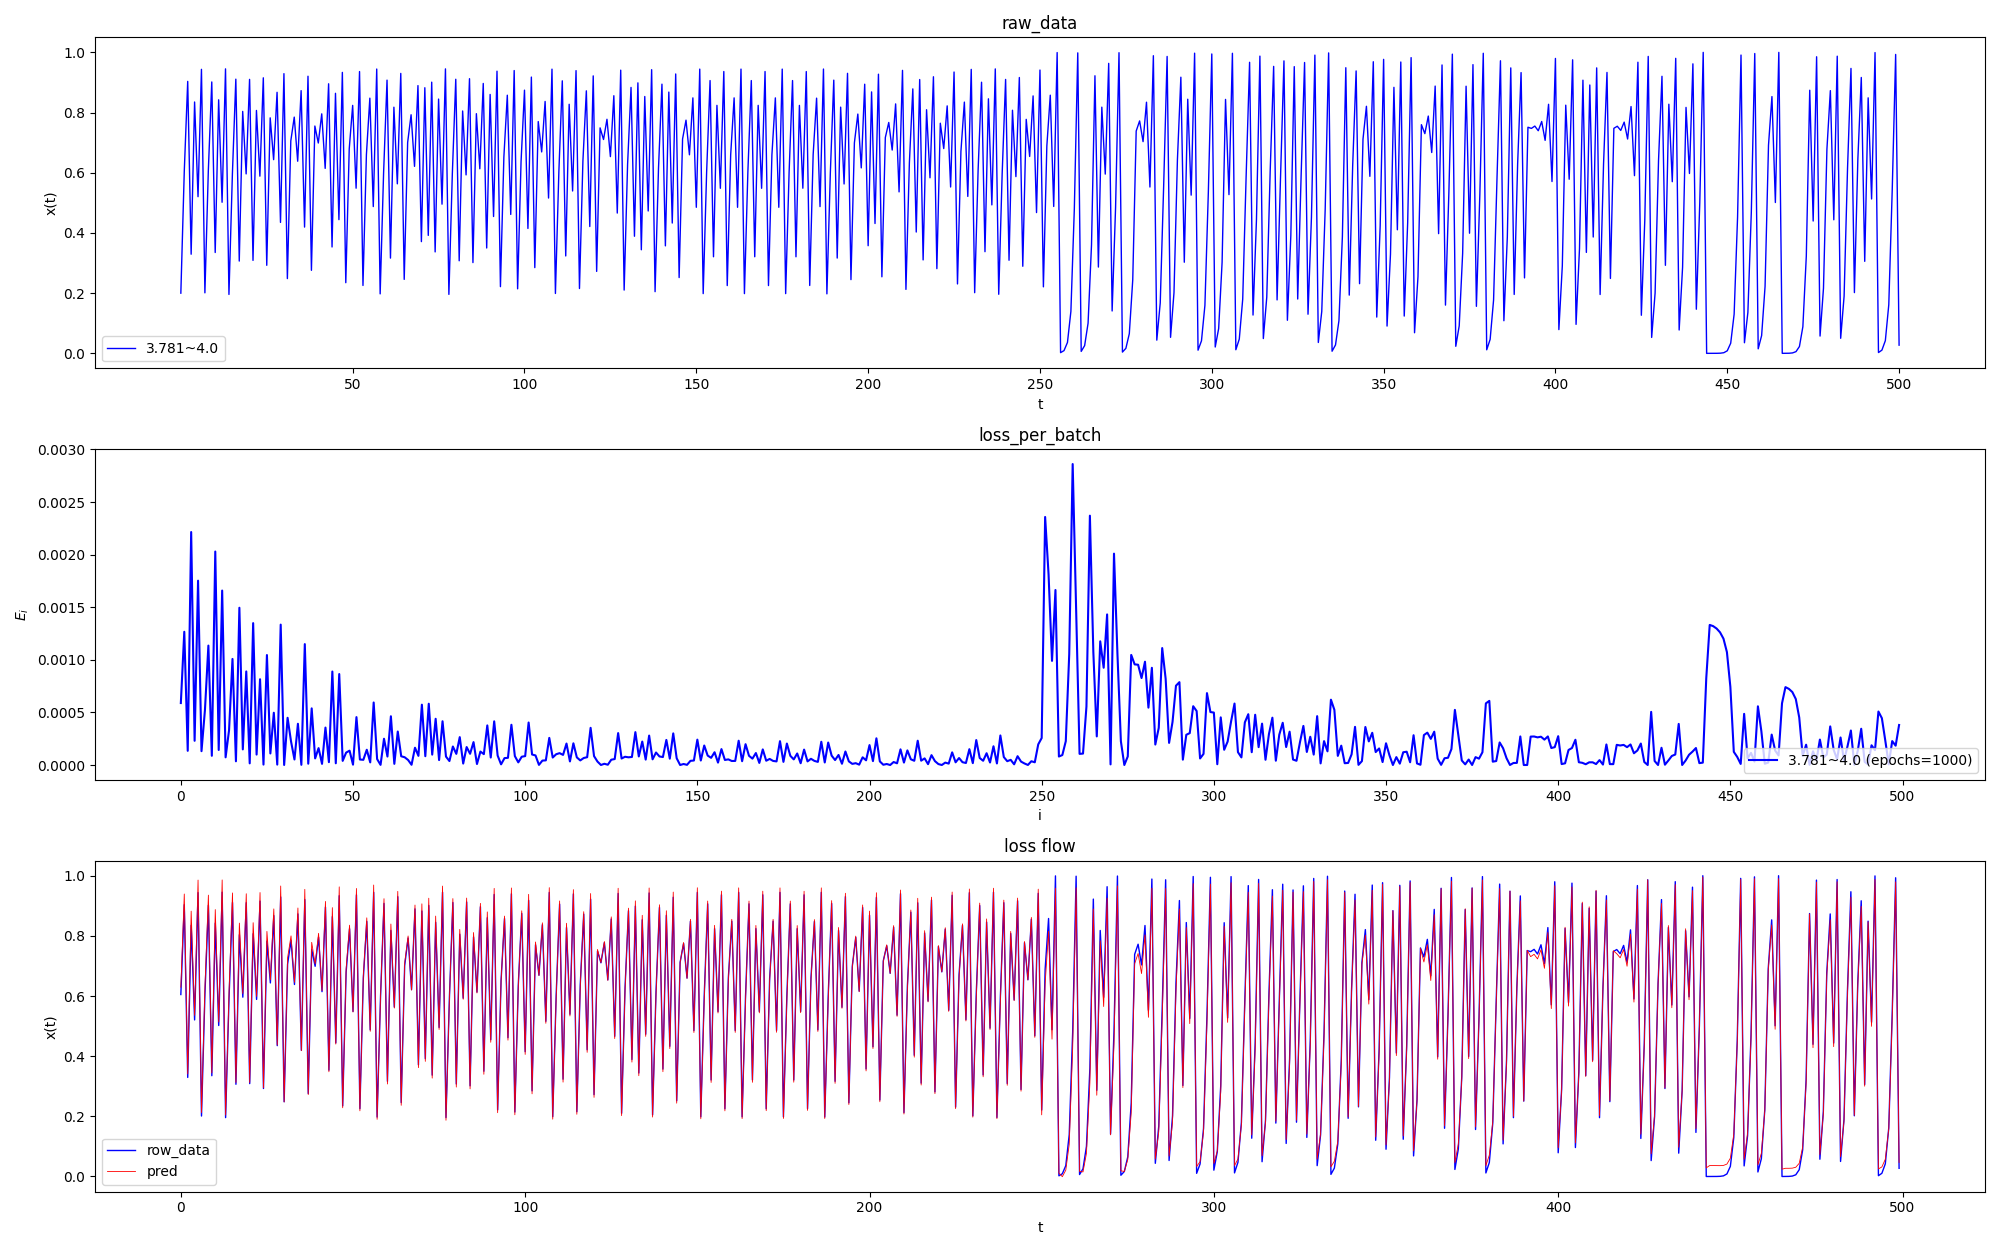 raw_data
1.0
0.8
0.6
0.4
0.2
0.0
x(t)
3.781~4.0
50 100 150 200 250 300 350 400 450 500
t
loss_per_batch
0.0030
0.0025
0.0020
0.0015
0.0010
0.0005
0.0000
E_i
3.781~4.0 (epochs=1000)
0 50 100 150 200 250 300 350 400 450 500
i
loss flow
1.0
0.8
0.6
0.4
0.2
0.0
x(t)
row_data
pred
0 100 200 300 400 500
t